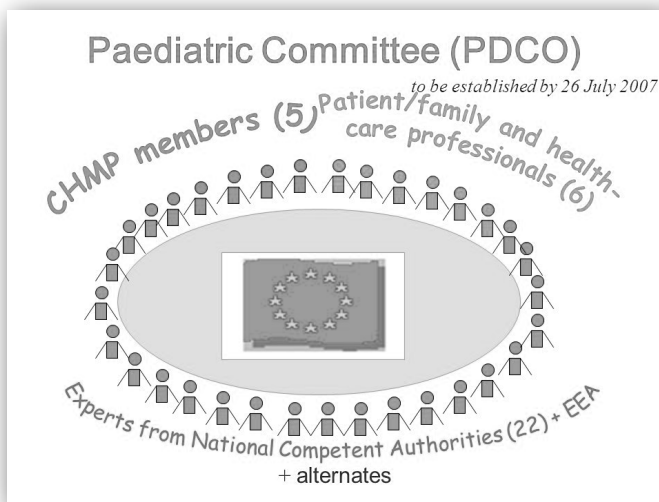 Paediatric Committee (PDCO)
to be established by 26 July 2007
CHMP members (5)
Patient/family and health-
care professionals (6)
Experts from National Competent Authorities (22) + EEA
+ alternates